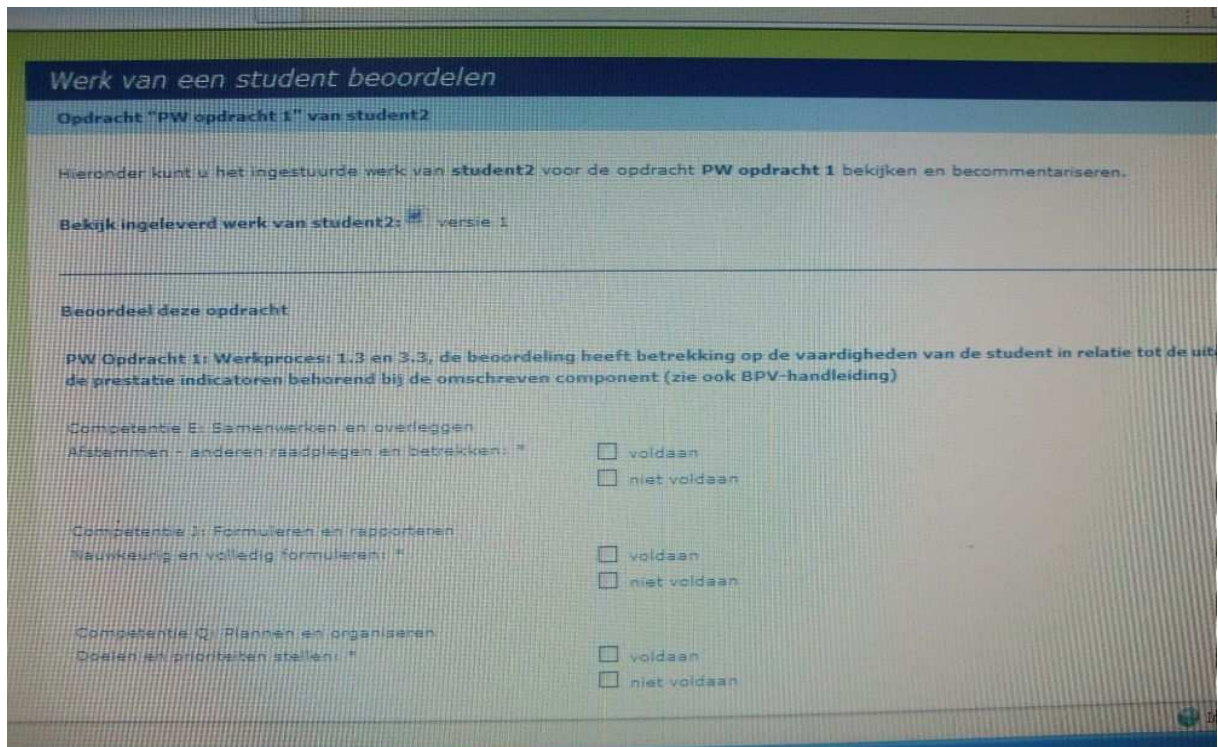 Werk van een student beoordelen
Opdracht "PW opdracht 1" van student2
Hieronder kunt u het ingestuurde werk van student2 voor de opdracht PW opdracht 1 bekijken en becommentariseren.
Bekijk ingeleverd werk van student2: versie 1
Beoordeel deze opdracht
PW Opdracht 1: Werkproces: 1.3 en 3.3, de beoordeling heeft betrekking op de vaardigheden van de student in relatie tot de
de prestatie indicatoren behorend bij de omschreven component (zie ook BPV-handleiding)
Competentie E: Samenwerken en overleggen
Afstemmen - anderen raadplegen en betrekken: * voldaan
niet voldaan
Competentie J: Formuleren en rapporteren
Nauwkeurig en volledig formuleren: * voldaan
niet voldaan
Competentie Q: Plannen en organiseren
Doelen en prioriteiten stellen: * voldaan
niet voldaan